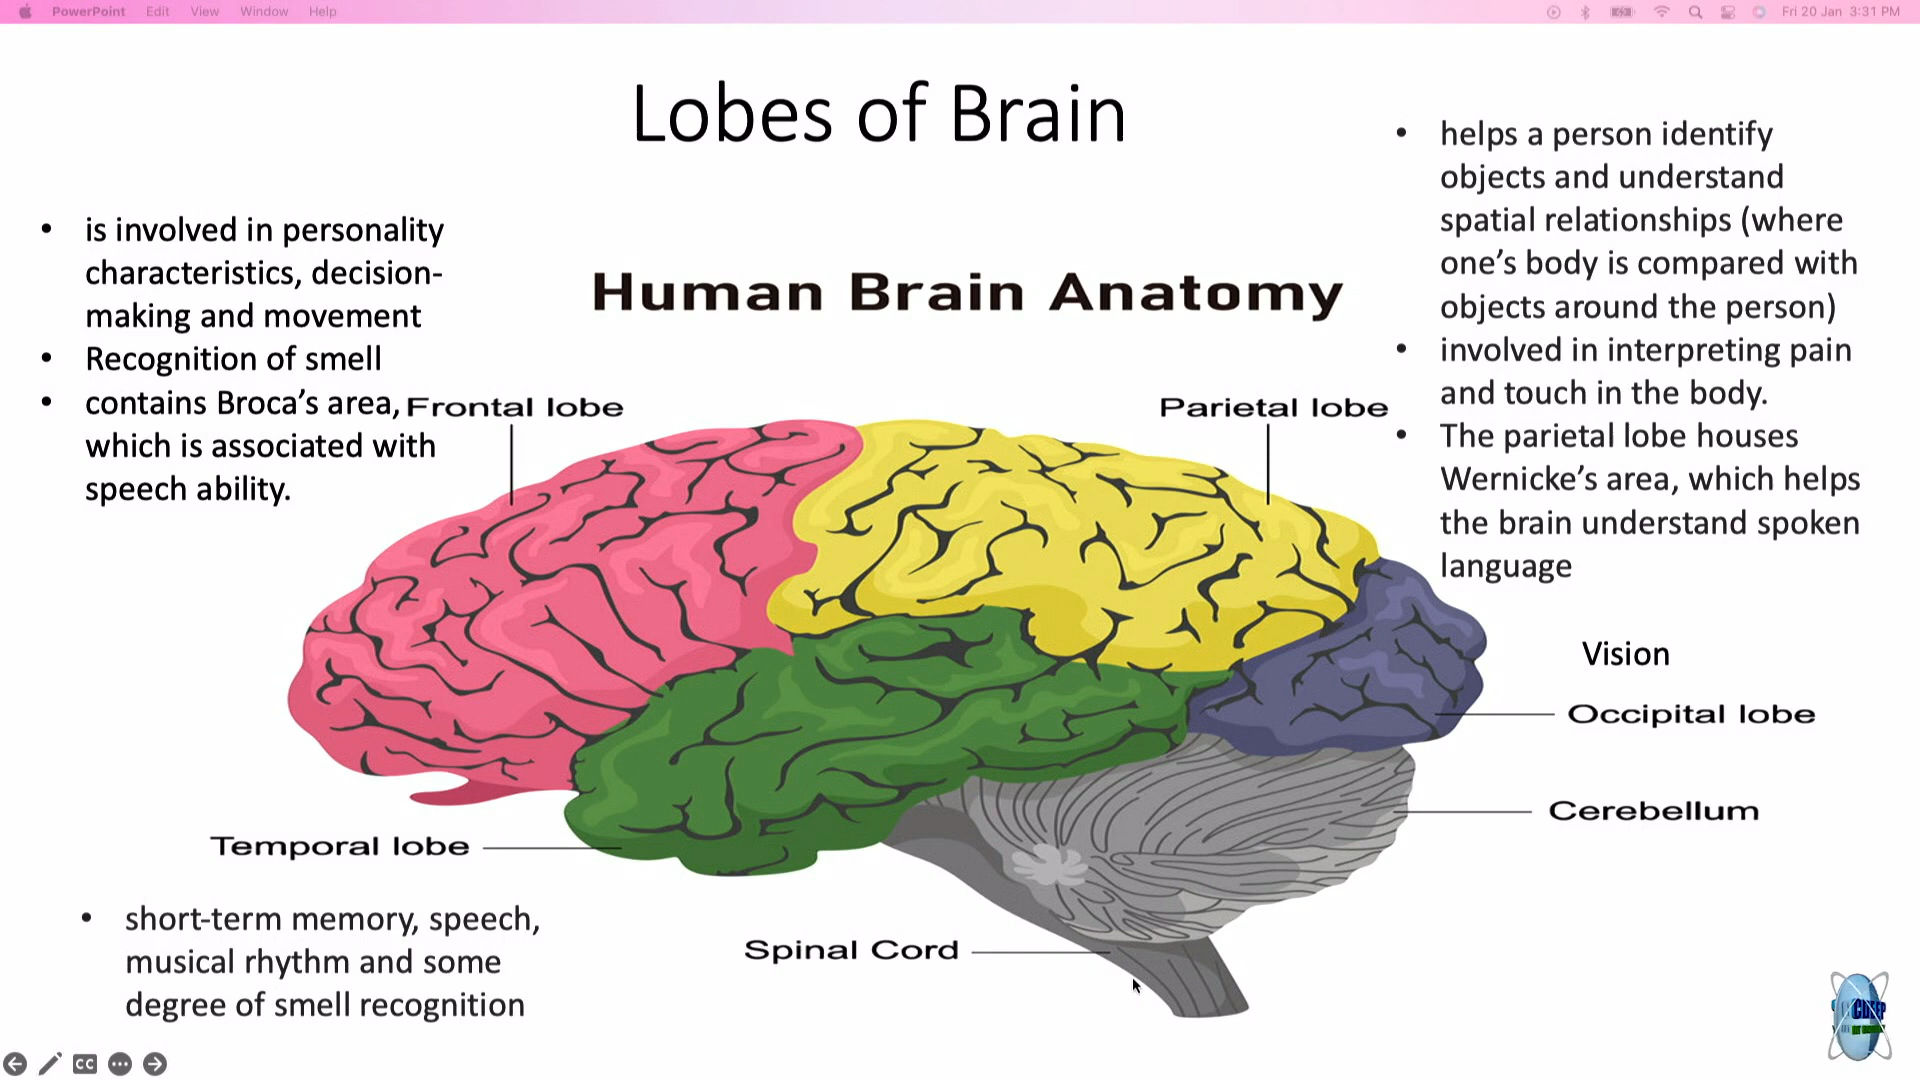 PowerPoint Edit View Window Help
Fri 20 Jan 3:31 PM
Lobes of Brain
• is involved in personality
characteristics, decision-
making and movement
• Recognition of smell
• contains Broca's area,
which is associated with
speech ability.
Human Brain Anatomy
• helps a person identify
objects and understand
spatial relationships (where
one's body is compared with
objects around the person)
• involved in interpreting pain
and touch in the body.
• The parietal lobe houses
Wernicke's area, which helps
the brain understand spoken
language
Frontal lobe
Parietal lobe
Vision
Occipital lobe
Cerebellum
Temporal lobe
• short-term memory, speech,
musical rhythm and some
degree of smell recognition
Spinal Cord
CC